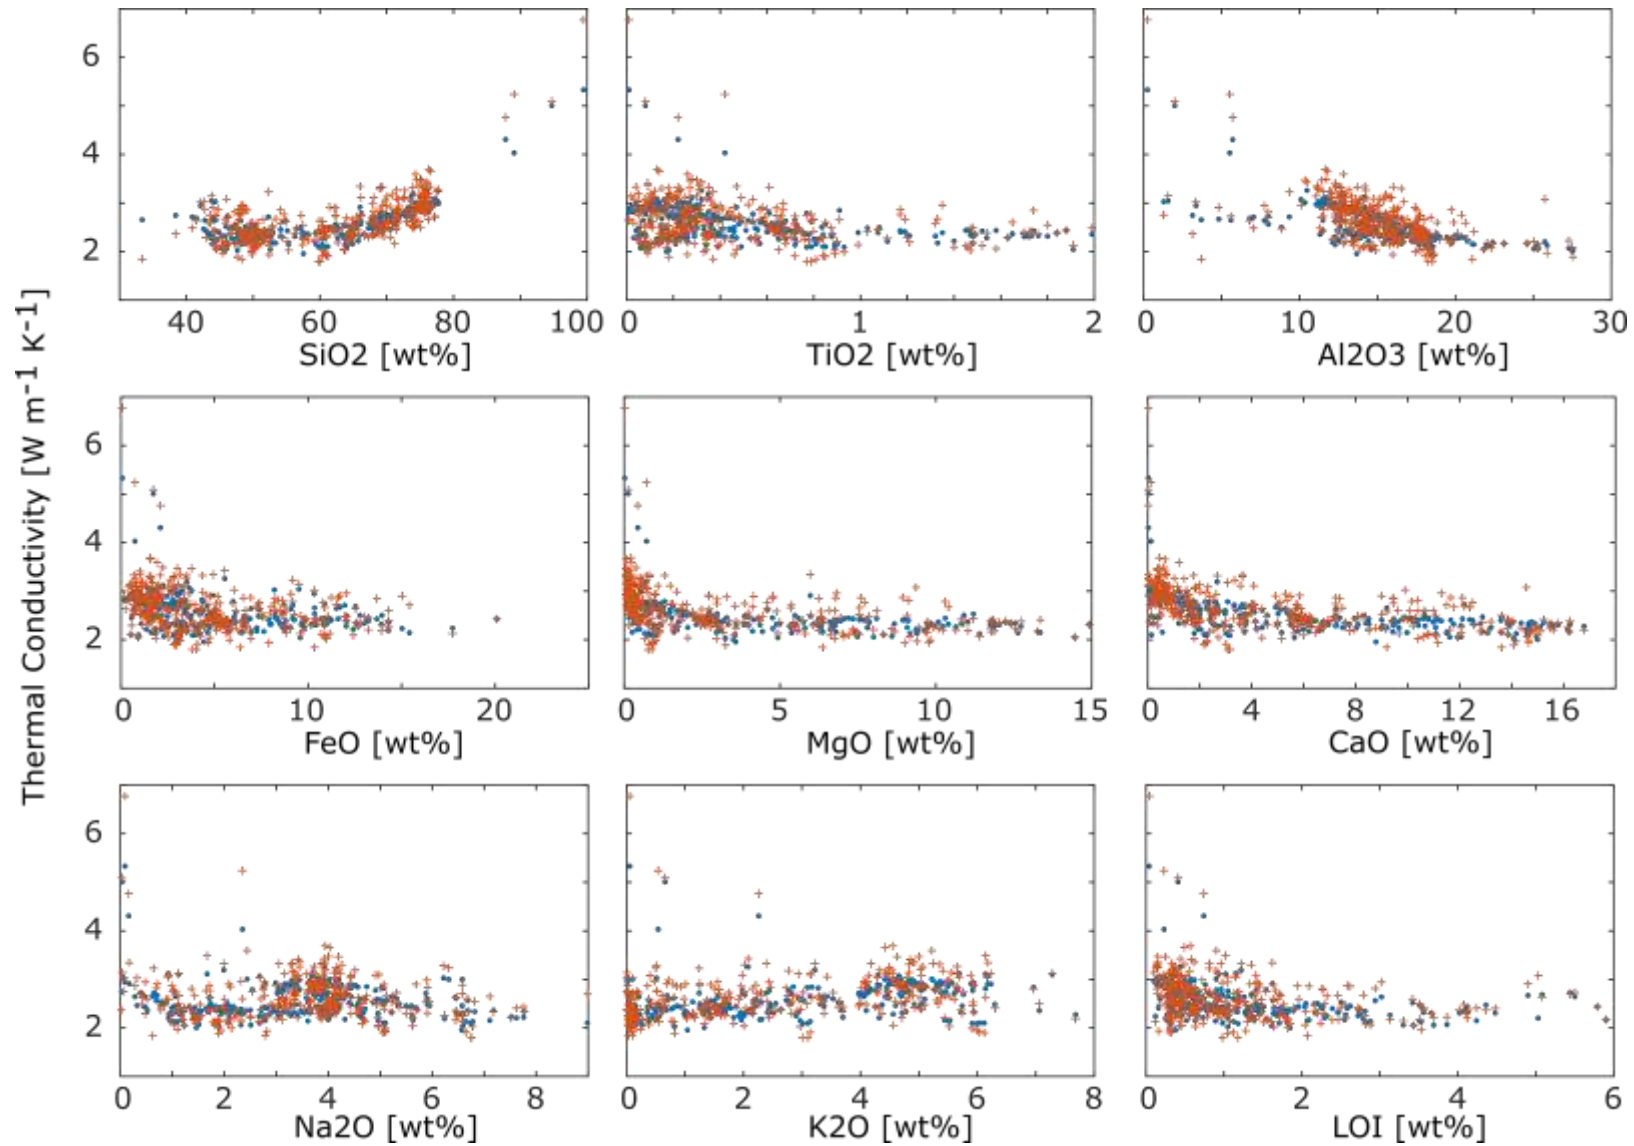 Thermal Conductivity [W m-1 K-1]
6
4
2
40 60 80 100
SiO2 [wt%]
0 1 2
TiO2 [wt%]
0 10 20 30
Al2O3 [wt%]
6
4
2
0 10 20
FeO [wt%]
0 5 10 15
MgO [wt%]
0 4 8 12 16
CaO [wt%]
6
4
2
0 2 4 6 8
Na2O [wt%]
0 2 4 6 8
K2O [wt%]
0 2 4 6
LOI [wt%]